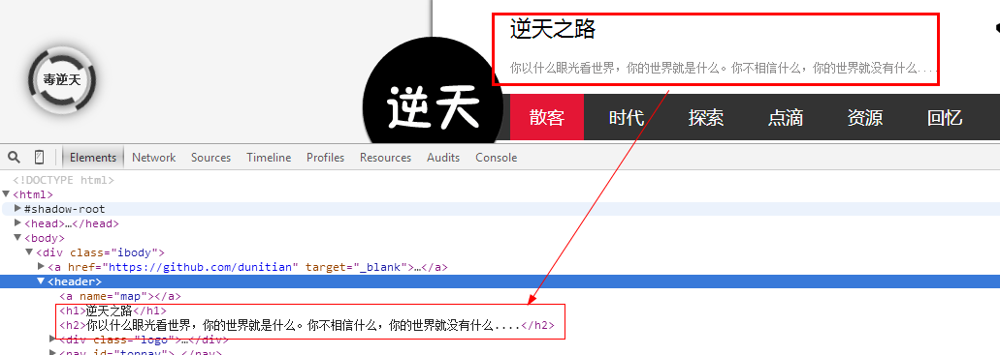 逆天之路
你以什么眼光看世界，你的世界就是什么。你不相信什么，你的世界就没有什么....
毒逆天
逆天
散客 时代 探索 点滴 资源 回忆
Elements Network Sources Timeline Profiles Resources Audits Console
<!DOCTYPE html>
<html>
#shadow-root
<head>…</head>
<body>
<div class="ibody">
<a href="https://github.com/dunitian" target="_blank">…</a>
<header>
<a name="map"></a>
<h1>逆天之路</h1>
<h2>你以什么眼光看世界，你的世界就是什么。你不相信什么，你的世界就没有什么....</h2>
<div class="logo">…</div>
<nav id="topnav">…</nav>